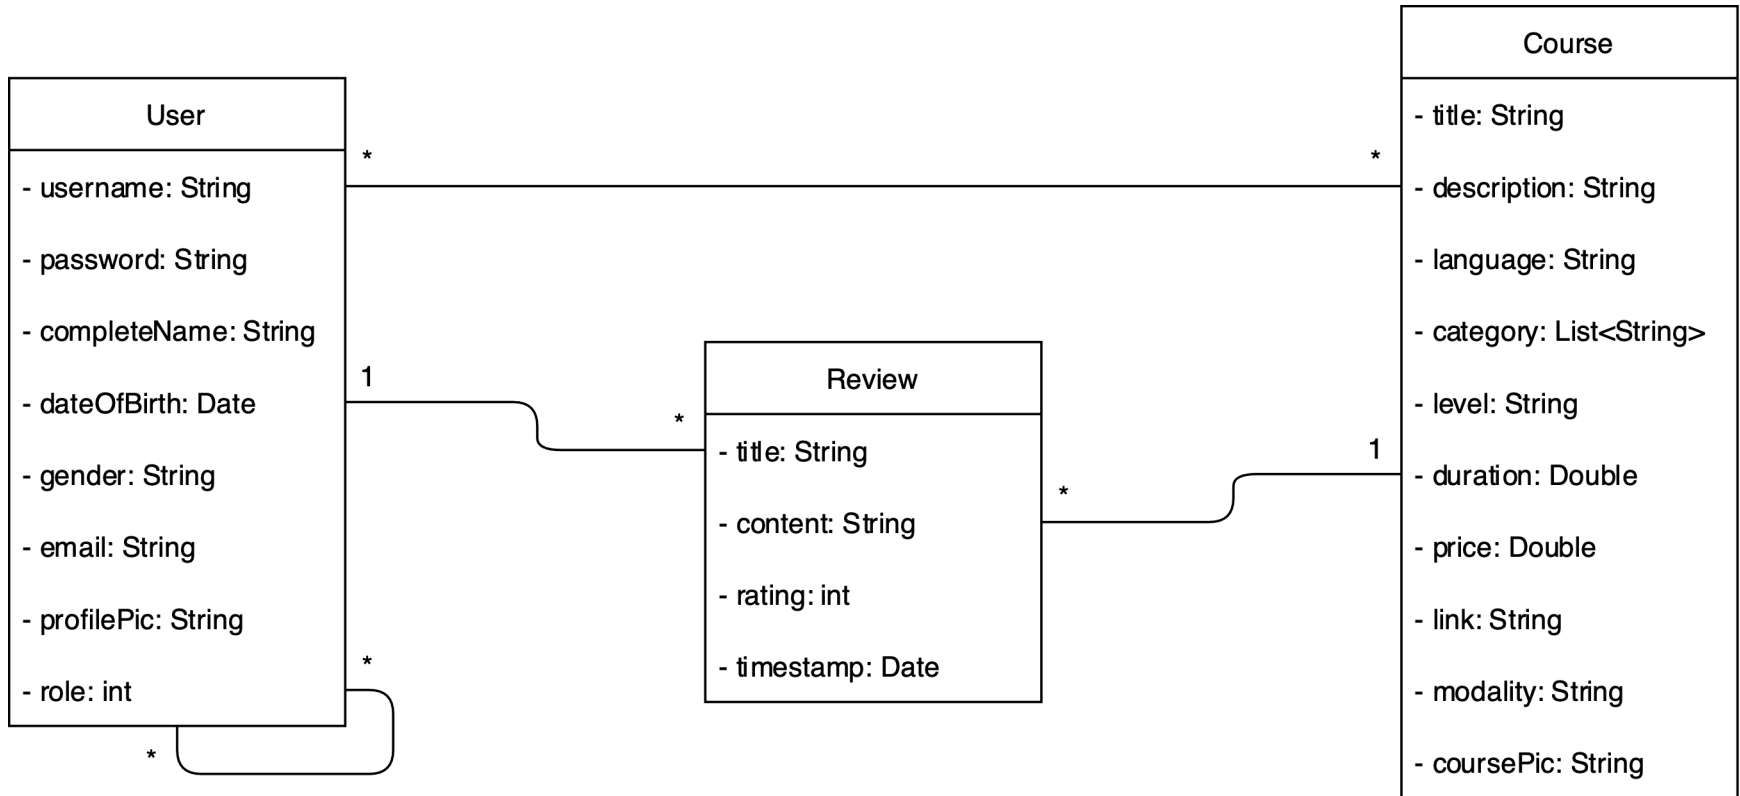 User
- username: String
- password: String
- completeName: String
- dateOfBirth: Date
- gender: String
- email: String
- profilePic: String
- role: int
*
*
*
*
1
*
Review
- title: String
- content: String
- rating: int
- timestamp: Date
*
1
Course
- title: String
- description: String
- language: String
- category: List<String>
- level: String
- duration: Double
- price: Double
- link: String
- modality: String
- coursePic: String